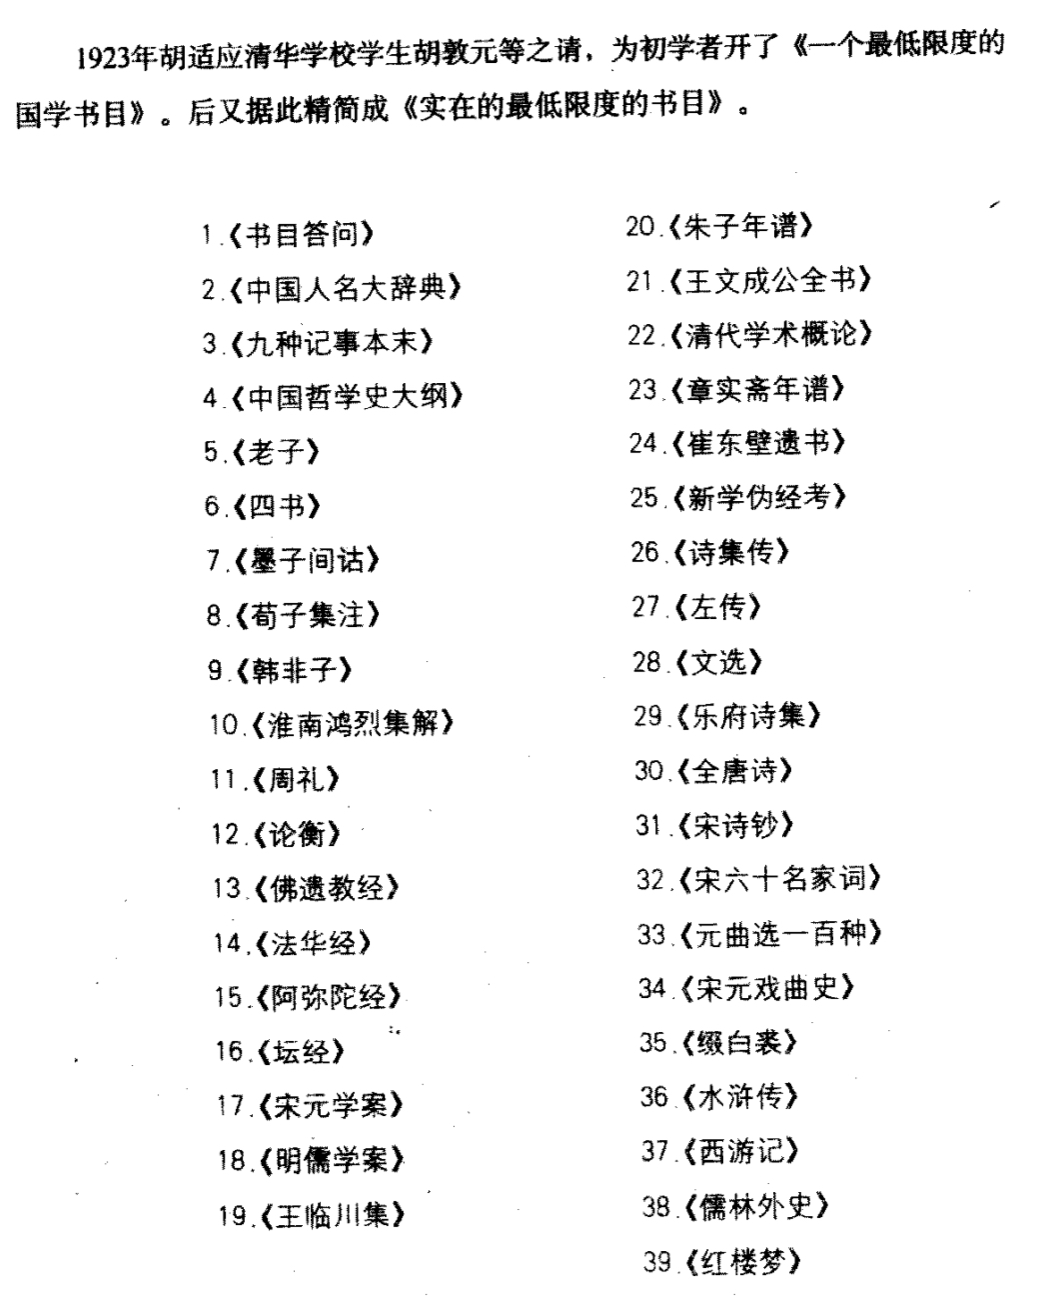 1923年胡适应清华学校学生胡敦元等之请，为初学者开了《一个最低限度的
国学书目》。后又据此精简成《实在的最低限度的书目》。
1.《书目答问》
2.《中国人名大辞典》
3.《九种记事本末》
4.《中国哲学史大纲》
5.《老子》
6.《四书》
7.《墨子间诂》
8.《荀子集注》
9.《韩非子》
10.《淮南鸿烈集解》
11.《周礼》
12.《论衡》
13.《佛遗教经》
14.《法华经》
15.《阿弥陀经》
16.《坛经》
17.《宋元学案》
18.《明儒学案》
19.《王临川集》
20.《朱子年谱》
21.《王文成公全书》
22.《清代学术概论》
23.《章实斋年谱》
24.《崔东壁遗书》
25.《新学伪经考》
26.《诗集传》
27.《左传》
28.《文选》
29.《乐府诗集》
30.《全唐诗》
31.《宋诗钞》
32.《宋六十名家词》
33.《元曲选一百种》
34.《宋元戏曲史》
35.《缀白裘》
36.《水浒传》
37.《西游记》
38.《儒林外史》
39.《红楼梦》